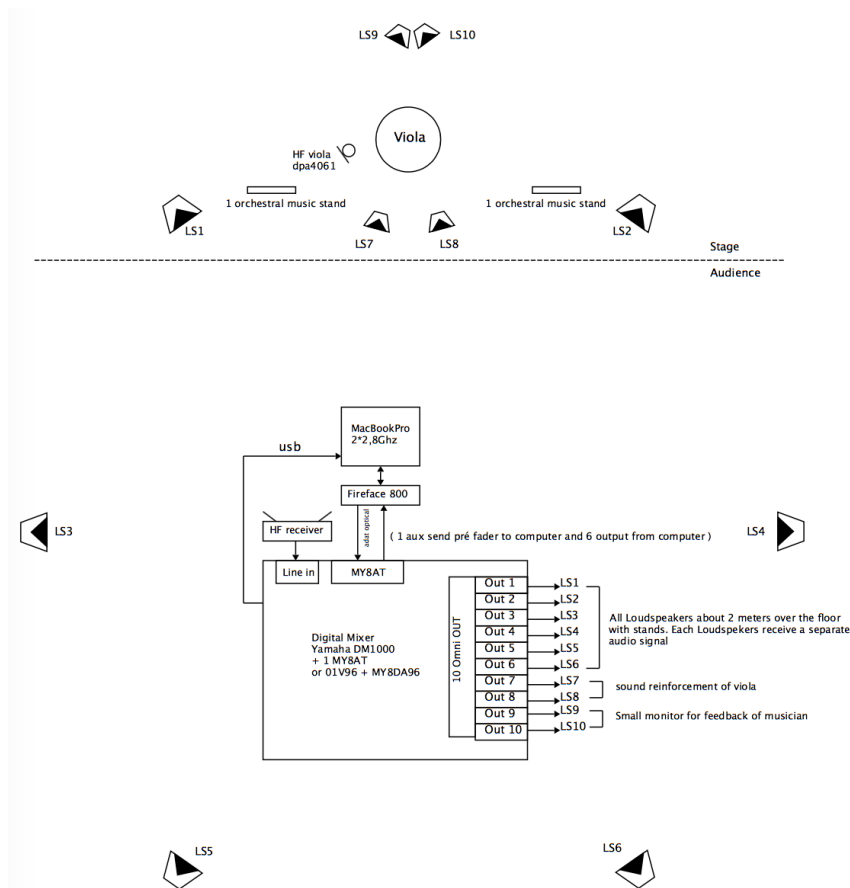 LS9
LS10
Viola
HF viola
dpa4061
1 orchestral music stand
1 orchestral music stand
LS1
LS7
LS8
LS2
Stage
Audience
MacBookPro
2*2,8Ghz
usb
Fireface 800
LS3
HF receiver
adat optical
( 1 aux send pré fader to computer and 6 output from computer )
LS4
Line in
MY8AT
Digital Mixer
Yamaha DM1000
+ 1 MY8AT
or 01V96 + MY8DA96
10 Omni OUT
Out 1
LS1
Out 2
LS2
Out 3
LS3
Out 4
LS4
Out 5
LS5
Out 6
LS6
Out 7
LS7
Out 8
LS8
Out 9
LS9
Out 10
LS10
All Loudspeakers about 2 meters over the floor
with stands. Each Loudspekers receive a separate
audio signal
sound reinforcement of viola
Small monitor for feedback of musician
LS5
LS6